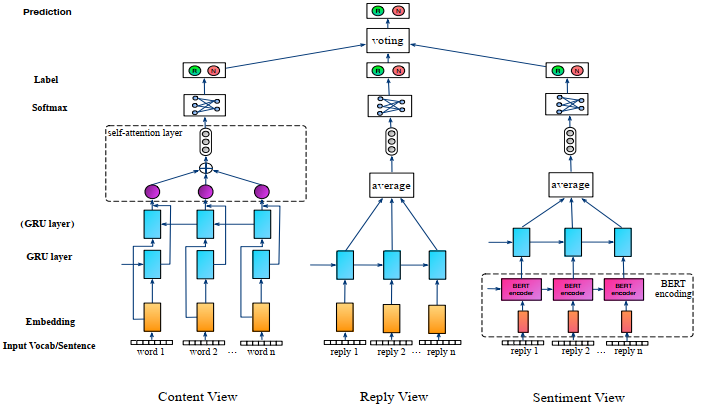 Prediction
R N
voting
Label
R N
R N
R N
Softmax
self-attention layer
average
average
(GRU layer)
GRU layer
BERT encoding
BERT encoder
BERT encoder
BERT encoder
Embedding
Input Vocab/Sentence
word 1 word 2 ... word n
reply 1 reply 2 ... reply n
reply 1 reply 2 ... reply n
Content View
Reply View
Sentiment View